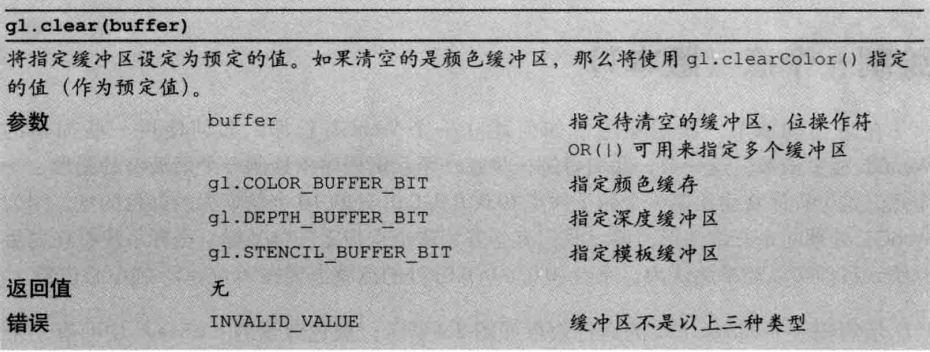 gl.clear(buffer)
将指定缓冲区设定为预定的值。如果清空的是颜色缓冲区，那么将使用 gl.clearColor() 指定
的值（作为预定值）。
参数 buffer 指定待清空的缓冲区，位操作符
OR(|) 可用来指定多个缓冲区
gl.COLOR_BUFFER_BIT 指定颜色缓存
gl.DEPTH_BUFFER_BIT 指定深度缓冲区
gl.STENCIL_BUFFER_BIT 指定模板缓冲区
返回值 无
错误 INVALID_VALUE 缓冲区不是以上三种类型